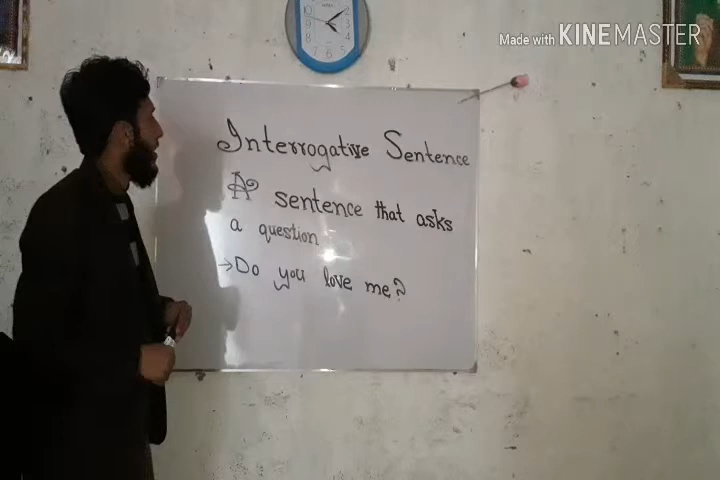 Made with KINEMASTER
Interrogative Sentence
A sentence that asks
a question
→Do you love me?